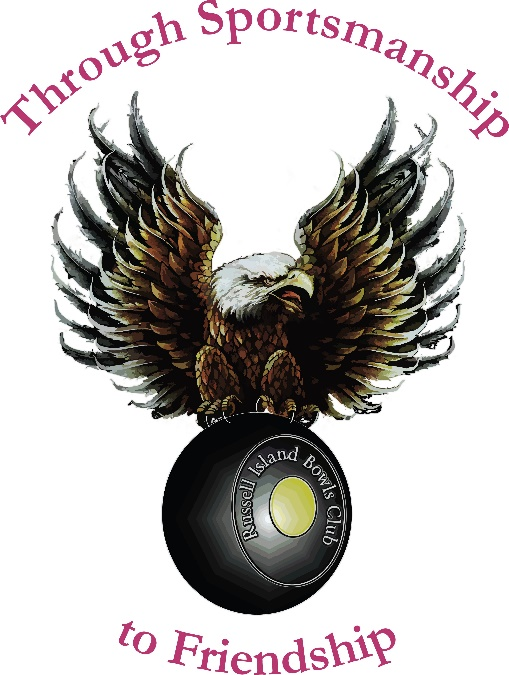 Through Sportsmanship
Russell Island Bowls Club
to Friendship